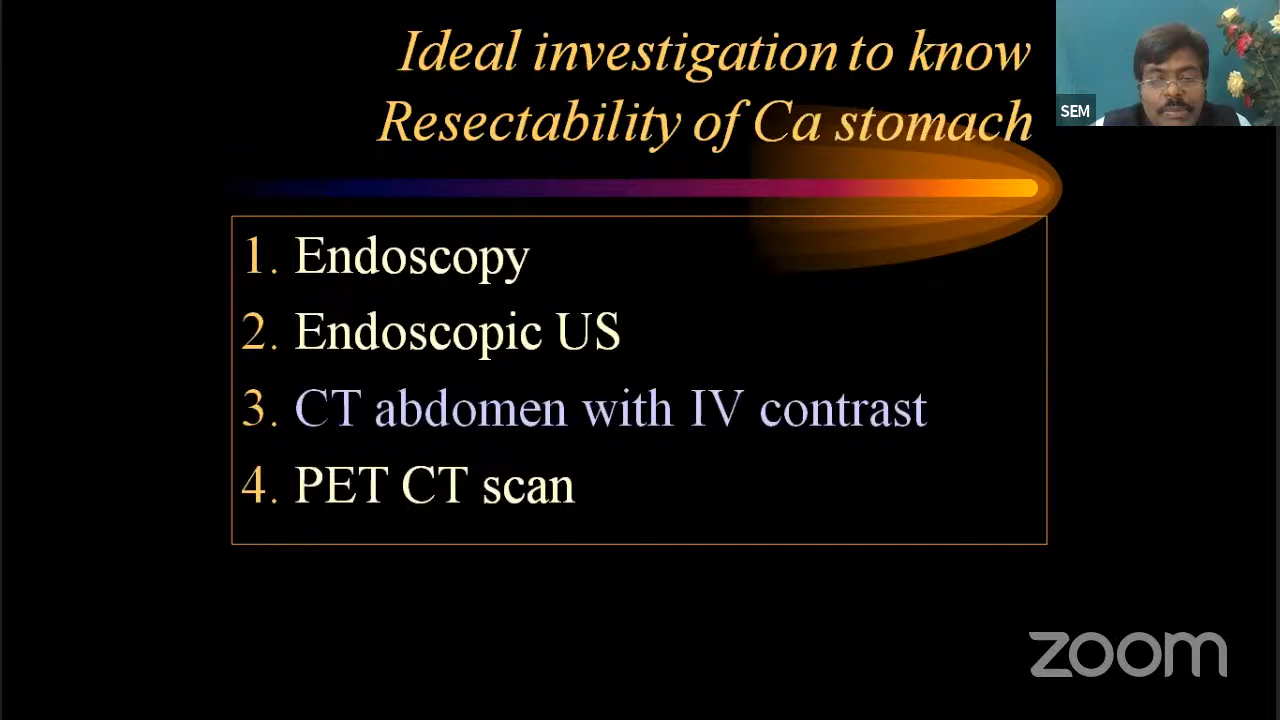 Ideal investigation to know
Resectability of Ca stomach
SEM
1. Endoscopy
2. Endoscopic US
3. CT abdomen with IV contrast
4. PET CT scan
zoom